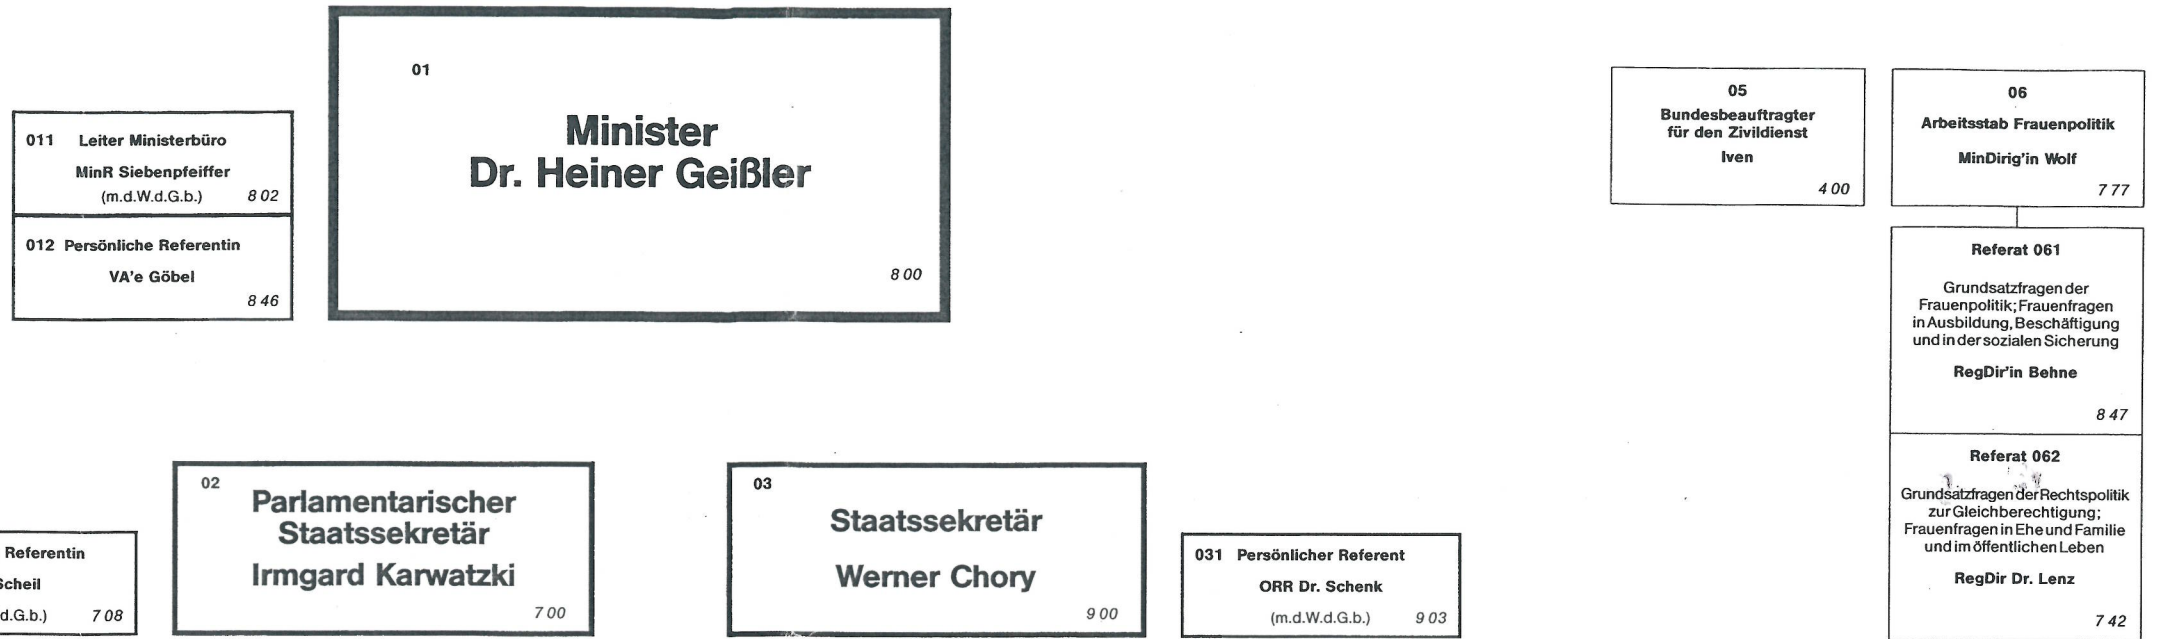 01
Minister
Dr. Heiner Geißler
8 00
011 Leiter Ministerbüro
MinR Siebenpfeiffer
(m.d.W.d.G.b.) 8 02
012 Persönliche Referentin
VA'e Göbel
8 46
05
Bundesbeauftragter
für den Zivildienst
Iven
4 00
06
Arbeitsstab Frauenpolitik
MinDirig'in Wolf
7 77
Referat 061
Grundsatzfragen der
Frauenpolitik; Frauenfragen
in Ausbildung, Beschäftigung
und in der sozialen Sicherung
RegDir'in Behne
8 47
Referat 062
Grundsatzfragen der Rechtspolitik
zur Gleichberechtigung;
Frauenfragen in Ehe und Familie
und im öffentlichen Leben
RegDir Dr. Lenz
7 42
Referentin
Scheil
d.G.b.) 7 08
02
Parlamentarischer
Staatssekretär
Irmgard Karwatzki
7 00
03
Staatssekretär
Werner Chory
9 00
031 Persönlicher Referent
ORR Dr. Schenk
(m.d.W.d.G.b.) 9 03